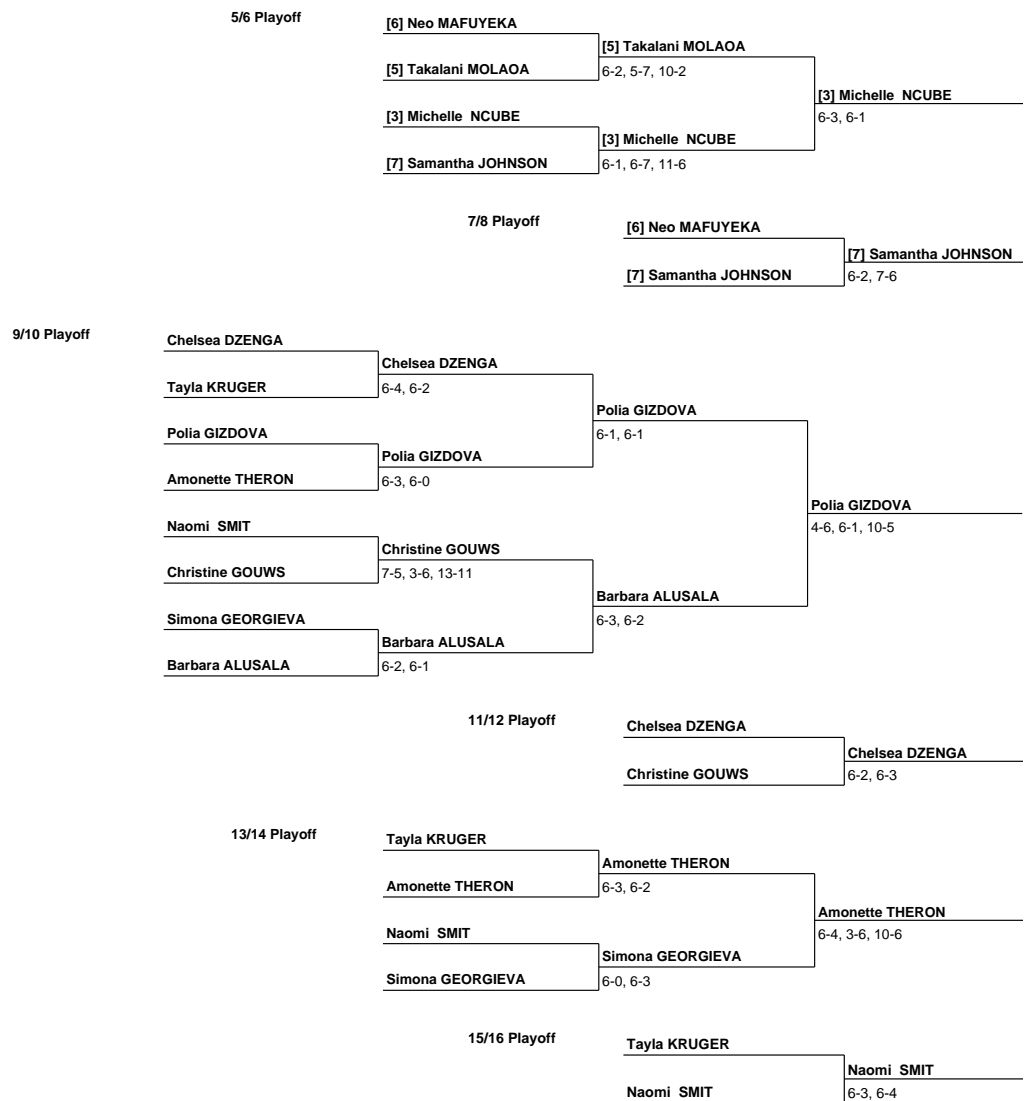 5/6 Playoff
[6] Neo MAFUYEKA
[5] Takalani MOLAOA
[5] Takalani MOLAOA
6-2, 5-7, 10-2
[3] Michelle NCUBE
6-3, 6-1
[3] Michelle NCUBE
[3] Michelle NCUBE
[7] Samantha JOHNSON
6-1, 6-7, 11-6
7/8 Playoff
[6] Neo MAFUYEKA
[7] Samantha JOHNSON
[7] Samantha JOHNSON
6-2, 7-6
9/10 Playoff
Chelsea DZENGA
Chelsea DZENGA
Tayla KRUGER
6-4, 6-2
Polia GIZDOVA
6-1, 6-1
Polia GIZDOVA
Polia GIZDOVA
Amonette THERON
6-3, 6-0
Polia GIZDOVA
4-6, 6-1, 10-5
Naomi SMIT
Christine GOUWS
Christine GOUWS
7-5, 3-6, 13-11
Barbara ALUSALA
6-3, 6-2
Simona GEORGIEVA
Barbara ALUSALA
Barbara ALUSALA
6-2, 6-1
11/12 Playoff
Chelsea DZENGA
Chelsea DZENGA
Christine GOUWS
6-2, 6-3
13/14 Playoff
Tayla KRUGER
Amonette THERON
Amonette THERON
6-3, 6-2
Amonette THERON
6-4, 3-6, 10-6
Naomi SMIT
Simona GEORGIEVA
Simona GEORGIEVA
6-0, 6-3
15/16 Playoff
Tayla KRUGER
Naomi SMIT
Naomi SMIT
6-3, 6-4